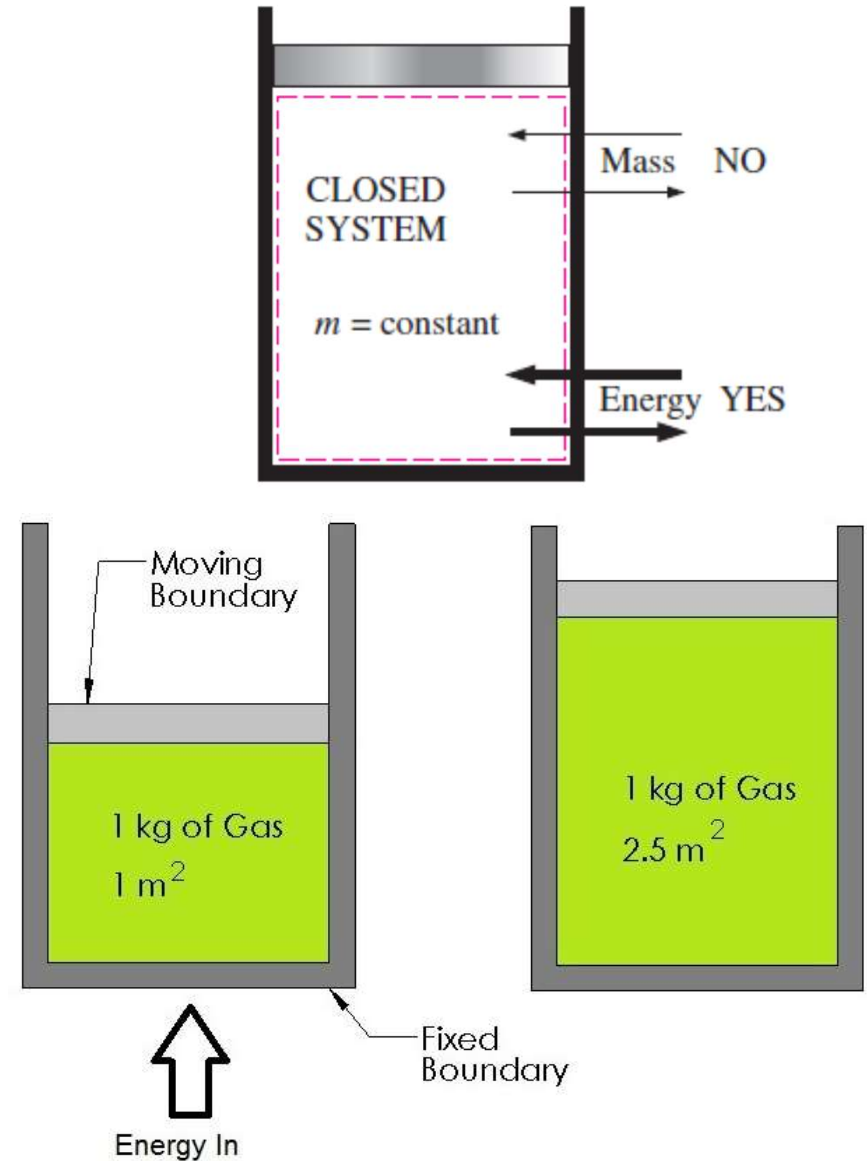 CLOSED
SYSTEM
m = constant
Mass NO
Energy YES
Moving
Boundary
1 kg of Gas
1 m²
1 kg of Gas
2.5 m²
Fixed
Boundary
Energy In